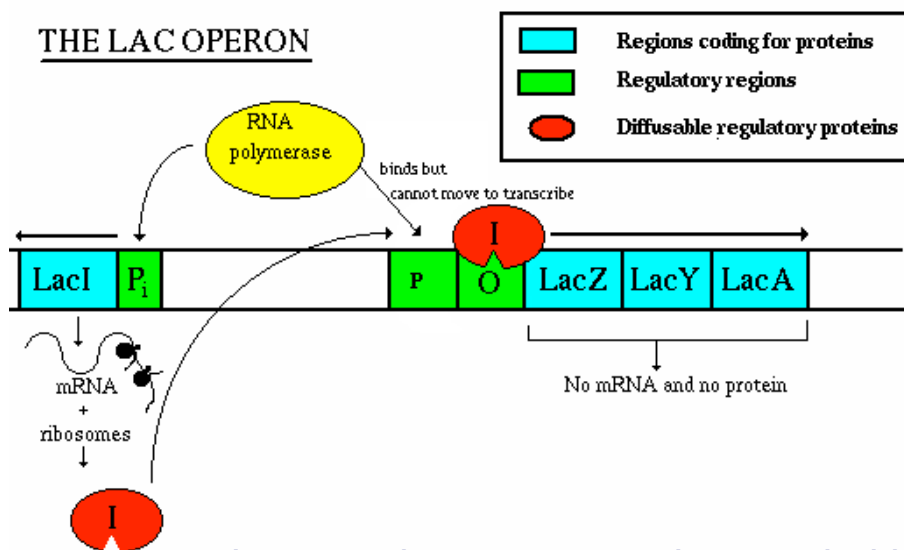 THE LAC OPERON
Regions coding for proteins
Regulatory regions
Diffusable regulatory proteins
RNA
polymerase
binds but
cannot move to transcribe
I
LacI
Pi
P
O
LacZ
LacY
LacA
mRNA
+
ribosomes
No mRNA and no protein
I